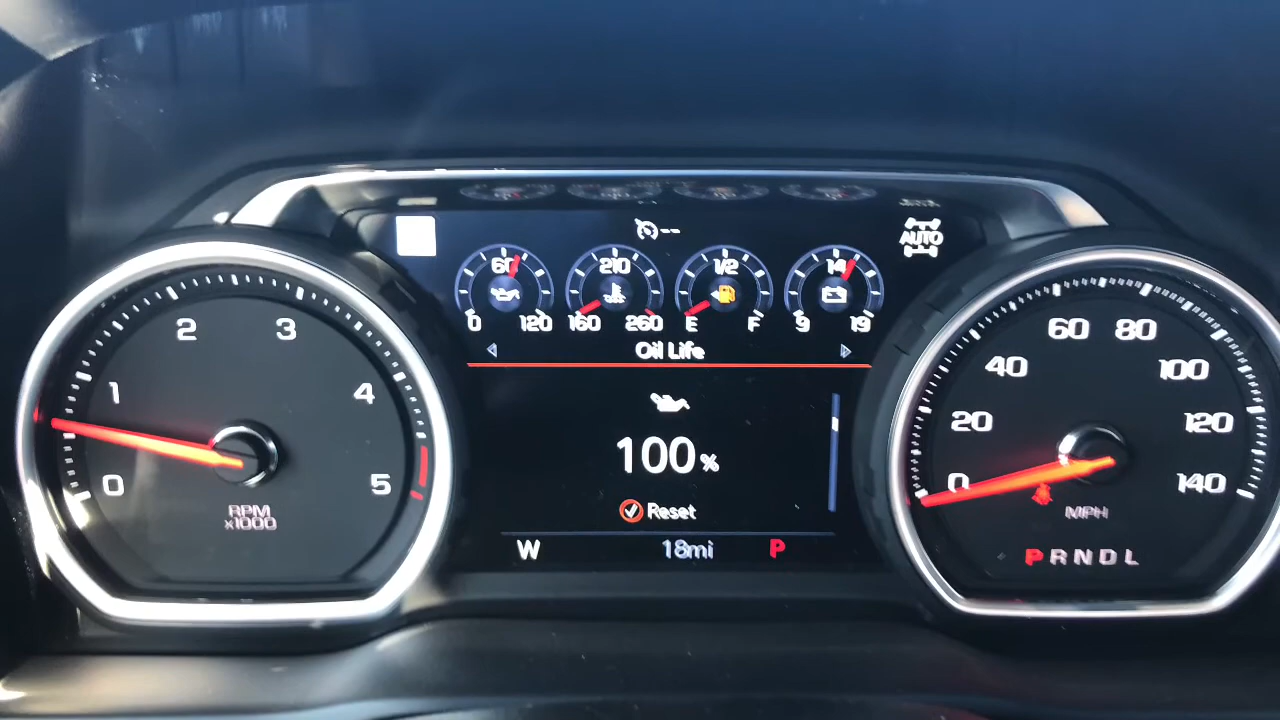 AUTO
--
60
0 120
210
160 260
1/2
E F
14
9 19
Oil Life
100%
Reset
W 18mi P
0 1 2 3 4 5
RPM
x1000
0 20 40 60 80 100 120 140
MPH
PRNDL